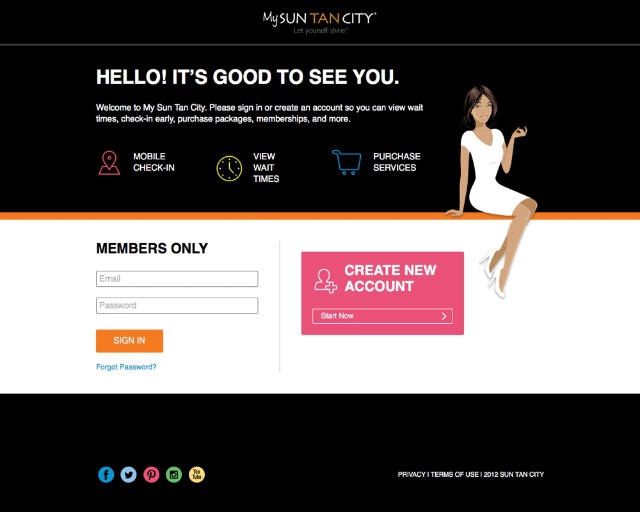 My SUN TAN CITY®
Let yourself shine.®
HELLO! IT'S GOOD TO SEE YOU.
Welcome to My Sun Tan City. Please sign in or create an account so you can view wait
times, check-in early, purchase packages, memberships, and more.
MOBILE
CHECK-IN
VIEW
WAIT
TIMES
PURCHASE
SERVICES
MEMBERS ONLY
Email
Password
SIGN IN
Forgot Password?
CREATE NEW
ACCOUNT
Start Now
You
Tube
PRIVACY | TERMS OF USE | 2012 SUN TAN CITY